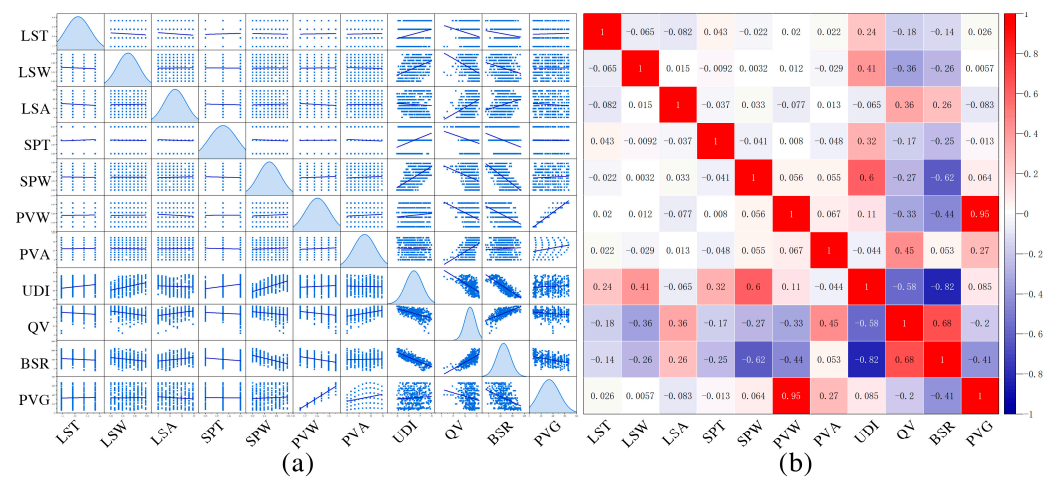 LST
LSW
LSA
SPT
SPW
PVW
PVA
UDI
QV
BSR
PVG
LST LSW LSA SPT SPW PVW PVA UDI QV BSR PVG
(a)
1 -0.065 -0.082 0.043 -0.022 0.02 0.022 0.24 -0.18 -0.14 0.026
-0.065 1 0.015 -0.0092 0.0032 0.012 -0.029 0.41 -0.36 -0.26 0.0057
-0.082 0.015 1 -0.037 0.033 -0.077 0.013 -0.065 0.36 0.26 -0.083
0.043 -0.0092 -0.037 1 -0.041 0.008 -0.048 0.32 -0.17 -0.25 -0.013
-0.022 0.0032 0.033 -0.041 1 0.056 0.055 0.6 -0.27 -0.62 0.064
0.02 0.012 -0.077 0.008 0.056 1 0.067 0.11 -0.33 -0.44 0.95
0.022 -0.029 0.013 -0.048 0.055 0.067 1 -0.044 0.45 0.053 0.27
0.24 0.41 -0.065 0.32 0.6 0.11 -0.044 1 -0.58 -0.82 0.085
-0.18 -0.36 0.36 -0.17 -0.27 -0.33 0.45 -0.58 1 0.68 -0.2
-0.14 -0.26 0.26 -0.25 -0.62 -0.44 0.053 -0.82 0.68 1 -0.41
0.026 0.0057 -0.083 -0.013 0.064 0.95 0.27 0.085 -0.2 -0.41 1
LST LSW LSA SPT SPW PVW PVA UDI QV BSR PVG
(b)
1
0.8
0.6
0.4
0.2
0
-0.2
-0.4
-0.6
-0.8
-1